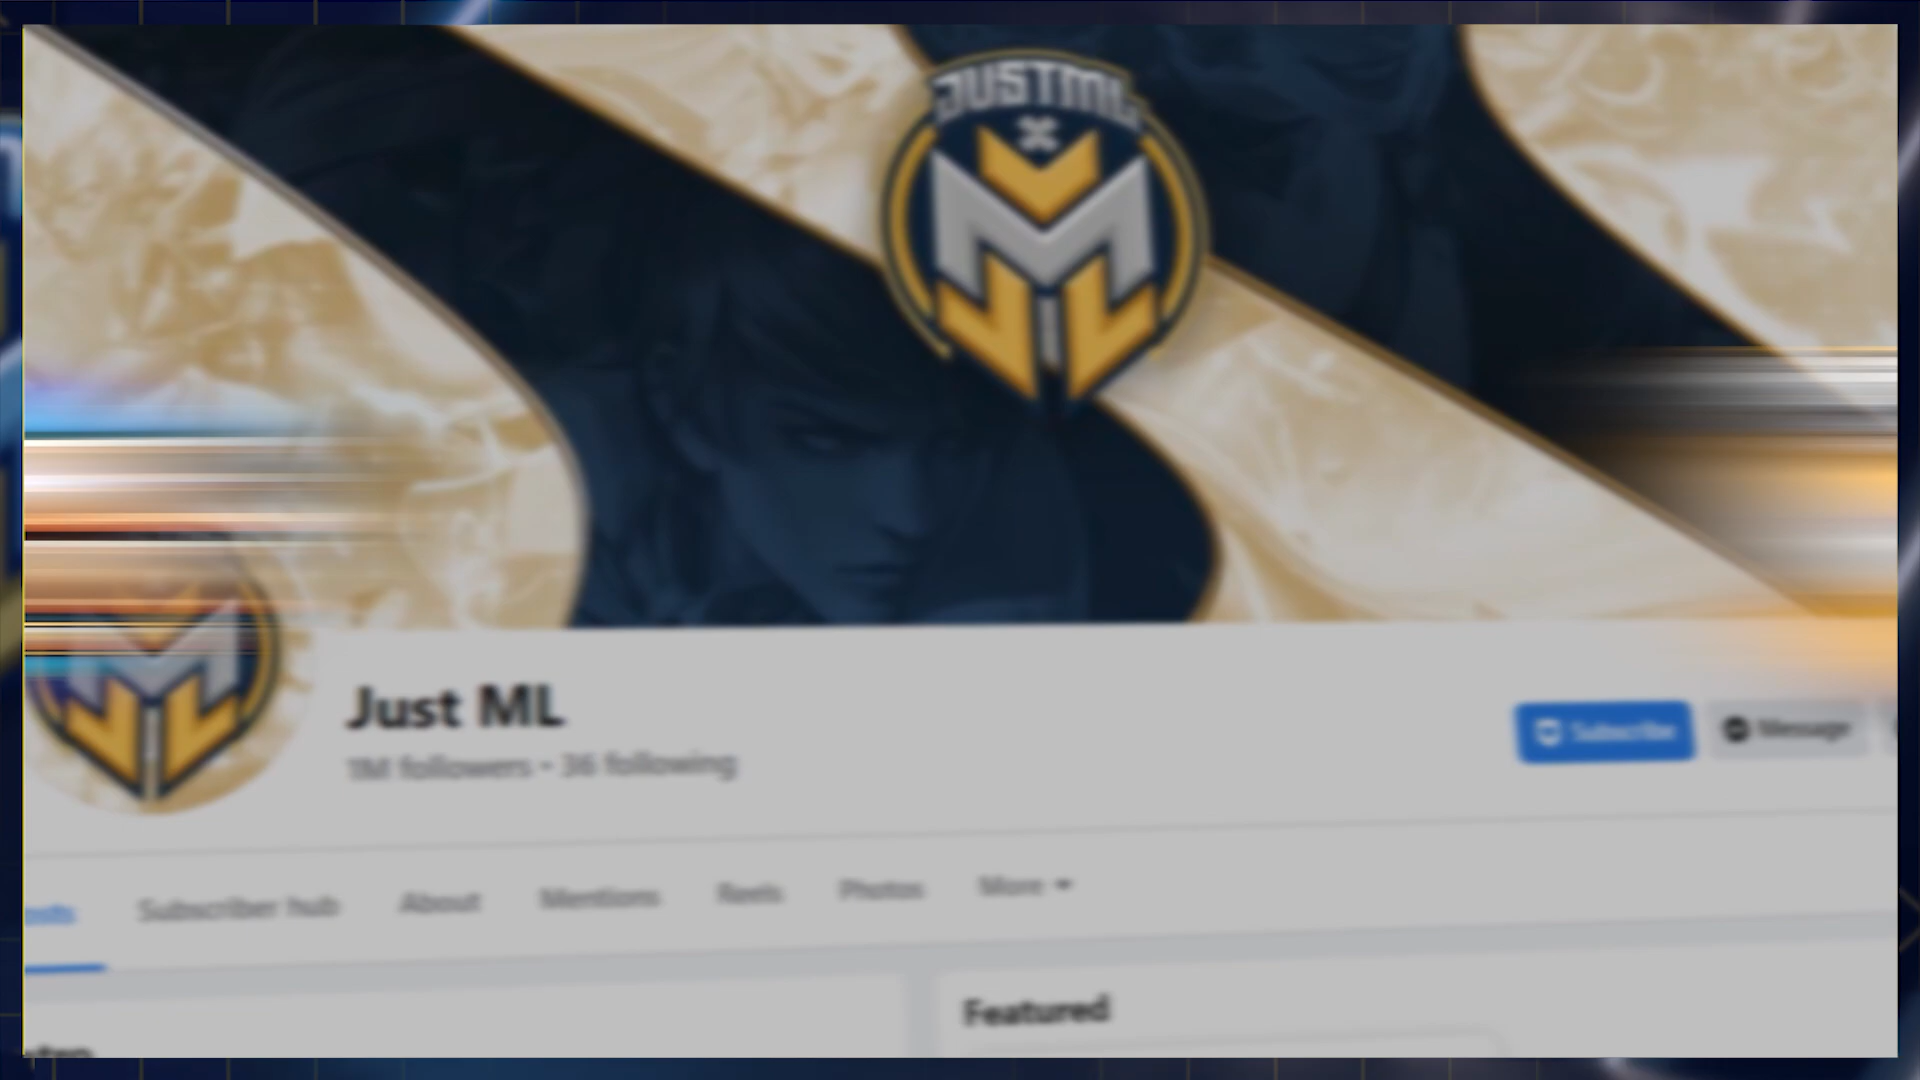 JUSTML
Just ML
1M followers • 36 following
Subscribe
Message
Subscriber hub
About
Mentions
Reels
Photos
More
Featured